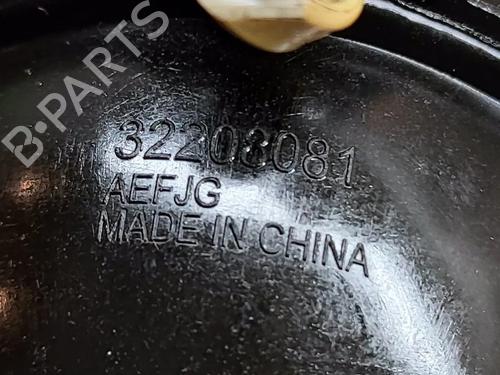 B-PARTS
32208081
AEFJG
MADE IN CHINA